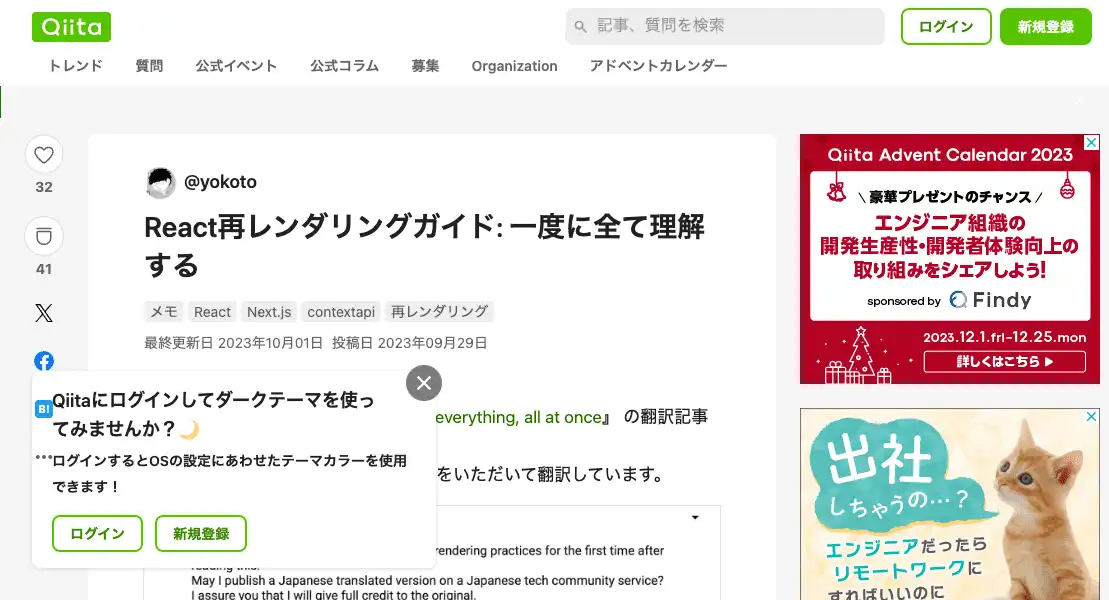 Qiita
記事、質問を検索
ログイン
新規登録
トレンド
質問
公式イベント
公式コラム
募集
Organization
アドベントカレンダー
32
41
@yokoto
React再レンダリングガイド: 一度に全て理解
する
メモ
React
Next.js
contextapi
再レンダリング
最終更新日 2023年10月01日 投稿日 2023年09月29日
everything, all at once』 の翻訳記事
をいただいて翻訳しています。
rendering practices for the first time after
May I publish a Japanese translated version on a Japanese tech community service?
I assure you that I will give full credit to the original.
B!
Qiitaにログインしてダークテーマを使っ
てみませんか？🌙
ログインするとOSの設定にあわせたテーマカラーを使用
できます！
ログイン
新規登録
Qiita Advent Calendar 2023
\ 豪華プレゼントのチャンス /
エンジニア組織の
開発生産性・開発者体験向上の
取り組みをシェアしよう!
sponsored by Findy
2023.12.1.fri-12.25.mon
詳しくはこちら ▶
出社
しちゃうの…?
エンジニアだったら
リモートワークに
すればいいのに